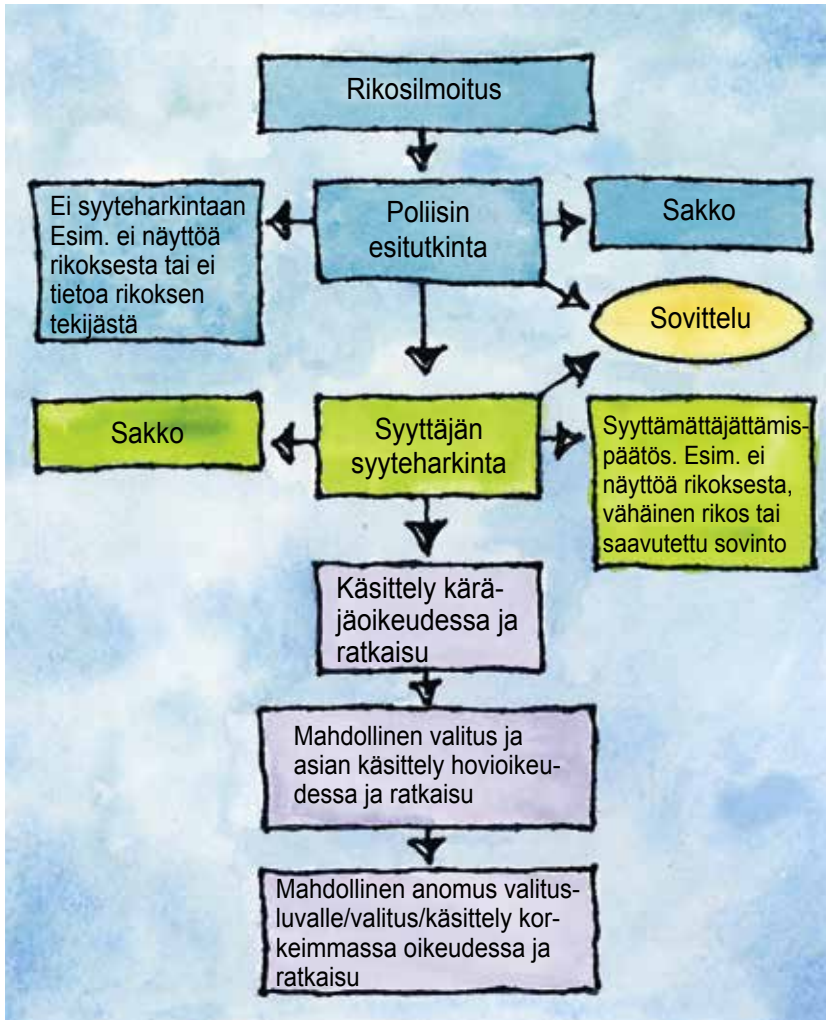 Rikosilmoitus
Ei syyteharkintaan
Esim. ei näyttöä
rikoksesta tai ei
tietoa rikoksen
tekijästä
Poliisin
esitutkinta
Sakko
Sovittelu
Sakko
Syyttäjän
syyteharkinta
Syyttämättäjättämis-
päätös. Esim. ei
näyttöä rikoksesta,
vähäinen rikos tai
saavutettu sovinto
Käsittely kärä-
jäoikeudessa ja
ratkaisu
Mahdollinen valitus ja
asian käsittely hovioikeu-
dessa ja ratkaisu
Mahdollinen anomus valitus-
luvalle/valitus/käsittely kor-
keimmassa oikeudessa ja
ratkaisu